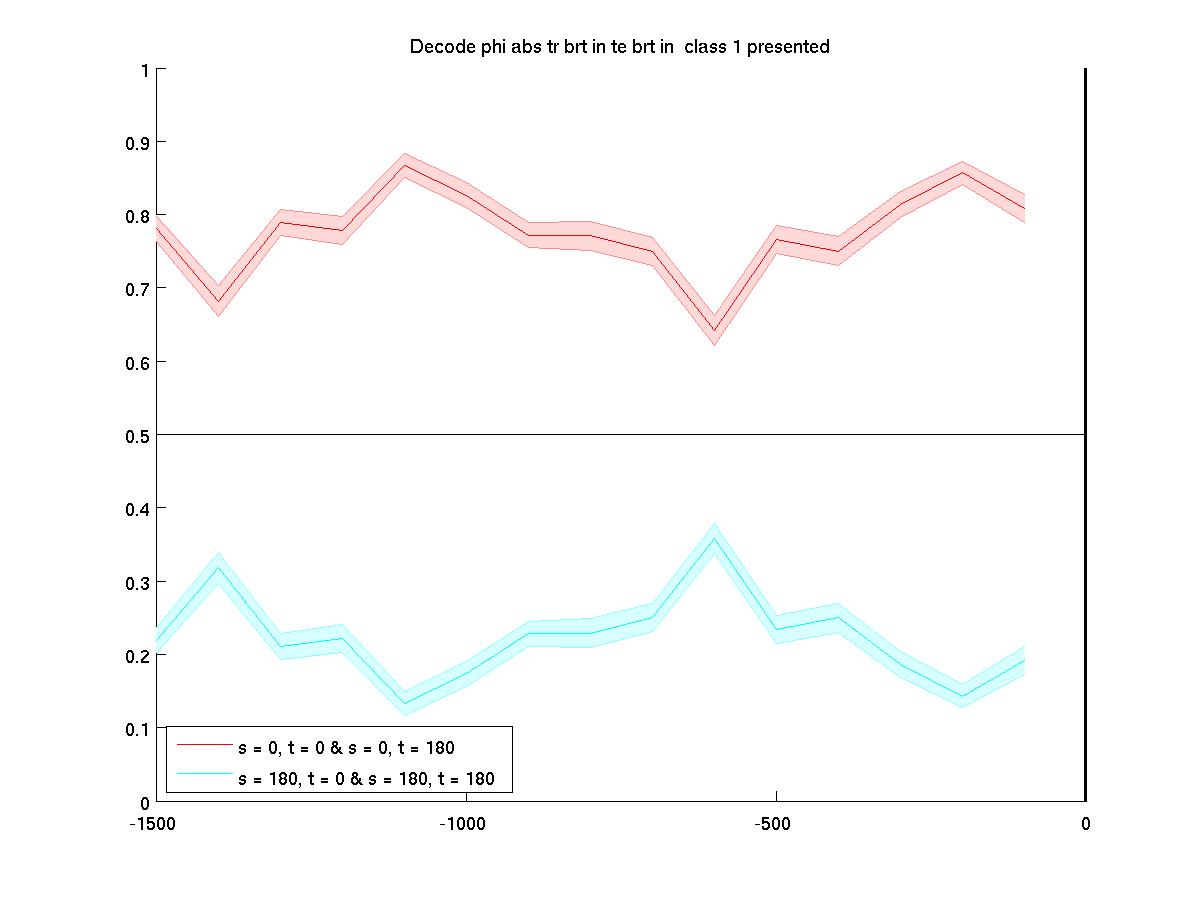 Decode phi abs tr brt in te brt in  class 1 presented
1
0.9
0.8
0.7
0.6
0.5
0.4
0.3
0.2
0.1
0
s = 0, t = 0 & s = 0, t = 180
s = 180, t = 0 & s = 180, t = 180
-1500 -1000 -500 0